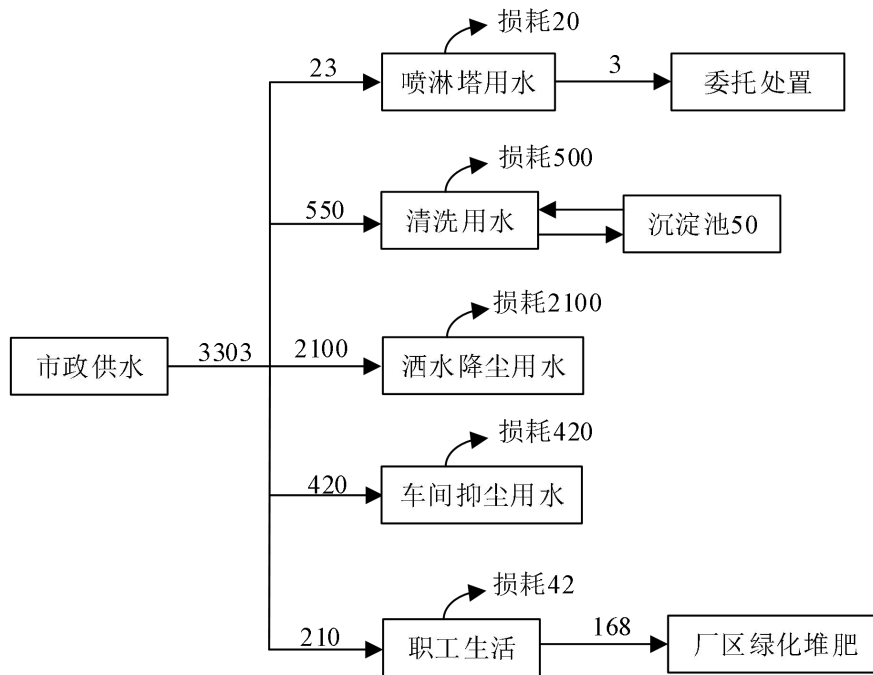 损耗20
23
喷淋塔用水
3
委托处置
损耗500
550
清洗用水
沉淀池50
损耗2100
市政供水
3303
2100
洒水降尘用水
损耗420
420
车间抑尘用水
损耗42
210
职工生活
168
厂区绿化堆肥